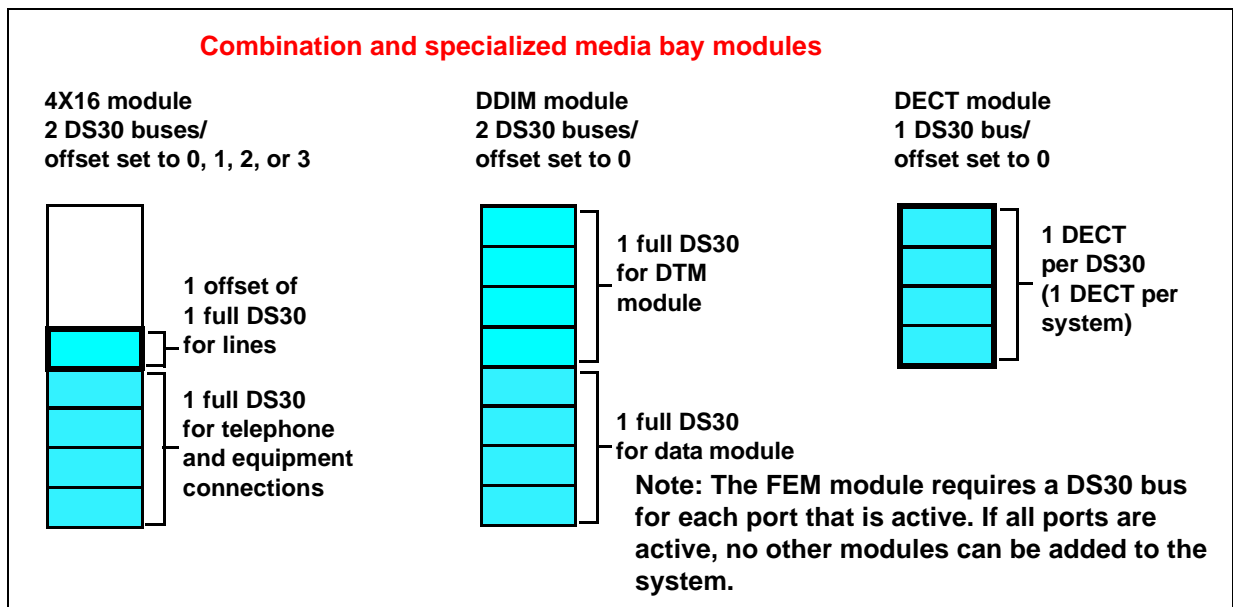 Combination and specialized media bay modules
4X16 module
2 DS30 buses/
offset set to 0, 1, 2, or 3
1 offset of
1 full DS30
for lines
1 full DS30
for telephone
and equipment
connections
DDIM module
2 DS30 buses/
offset set to 0
1 full DS30
for DTM
module
1 full DS30
for data module
DECT module
1 DS30 bus/
offset set to 0
1 DECT
per DS30
(1 DECT per
system)
Note: The FEM module requires a DS30 bus
for each port that is active. If all ports are
active, no other modules can be added to the
system.